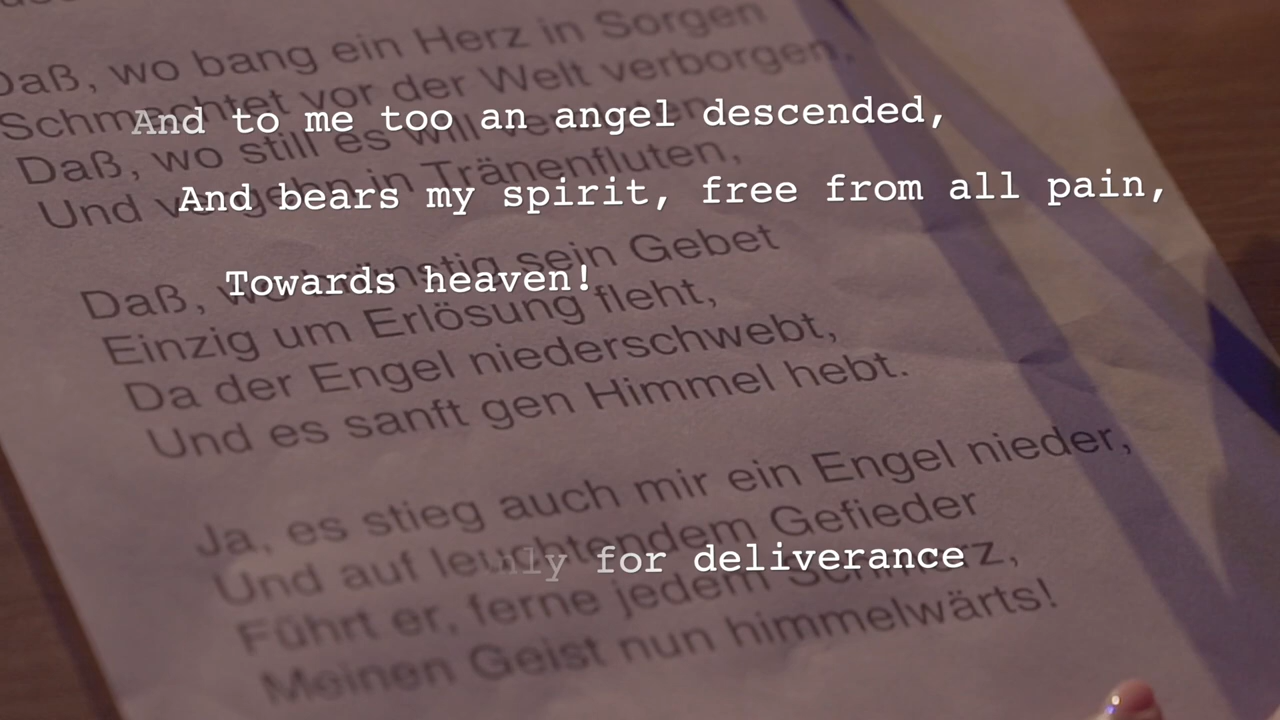 Daß, wo bang ein Herz in Sorgen
Schmachtet vor der Welt verborgen,
And to me too an angel descended,
Daß, wo still es will
Und in Tränenfluten,
And bears my spirit, free from all pain,
Daß, sein Gebet
Towards heaven!
Einzig um Erlösung fleht,
Da der Engel niederschwebt,
Und es sanft gen Himmel hebt.
Ja, es stieg auch mir ein Engel nieder,
Und auf leuchtendem Gefieder
for deliverance
Führt er, ferne jedem Schmerz,
Meinen Geist nun himmelwärts!